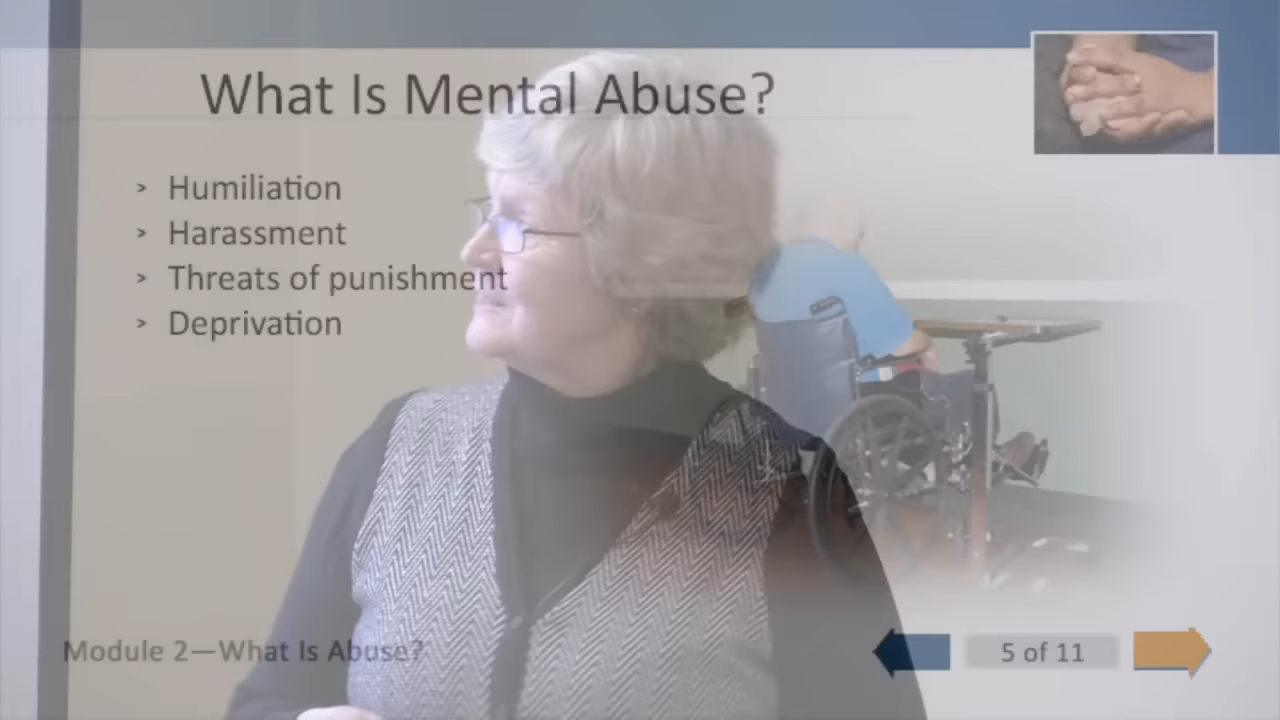 What Is Mental Abuse?
> Humiliation
> Harassment
> Threats of punishment
> Deprivation
Module 2—What Is Abuse?
5 of 11